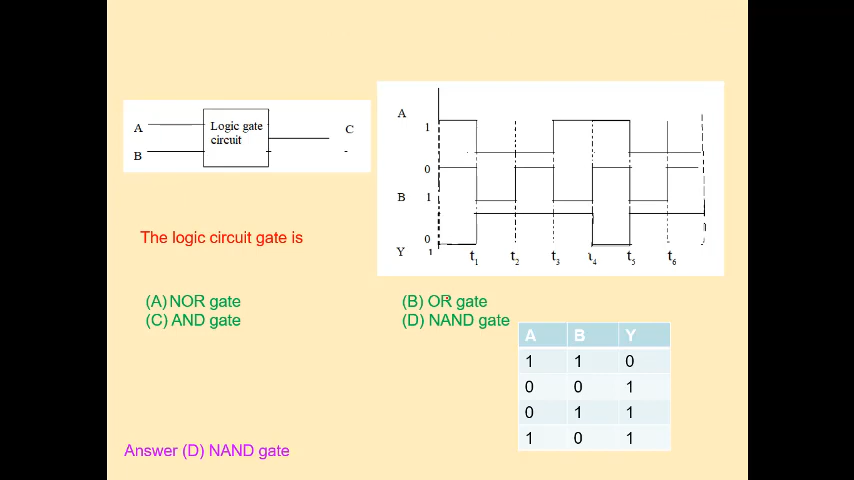 A
Logic gate
circuit
C
B
A
1
0
B
1
0
Y
1
t1
t2
t3
t5
t6
The logic circuit gate is
(A) NOR gate
(B) OR gate
(C) AND gate
(D) NAND gate
A B Y
1 1 0
0 0 1
0 1 1
1 0 1
Answer (D) NAND gate